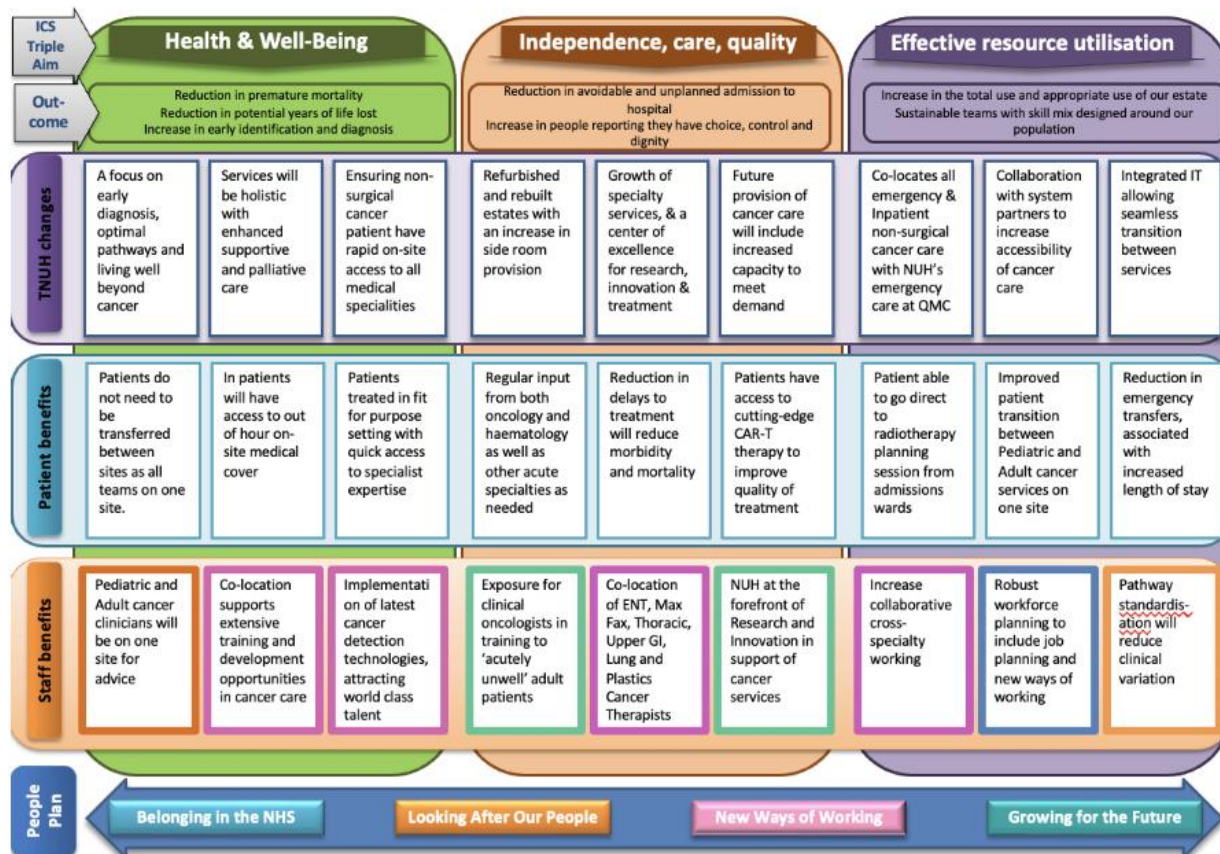 ICS
Triple
Aim
Health & Well-Being
Independence, care, quality
Effective resource utilisation
Out-
come
Reduction in premature mortality
Reduction in potential years of life lost
Increase in early identification and diagnosis
Reduction in avoidable and unplanned admission to
hospital
Increase in people reporting they have choice, control and
dignity
Increase in the total use and appropriate use of our estate
Sustainable teams with skill mix designed around our
population
TNUH changes
A focus on
early
diagnosis,
optimal
pathways and
living well
beyond
cancer
Services will
be holistic
with
enhanced
supportive
and palliative
care
Ensuring non-
surgical
cancer
patient have
rapid on-site
access to all
medical
specialities
Refurbished
and rebuilt
estates with
an increase in
side room
provision
Growth of
specialty
services, & a
center of
excellence
for research,
innovation &
treatment
Future
provision of
cancer care
will include
increased
capacity to
meet
demand
Co-locates all
emergency &
Inpatient
non-surgical
cancer care
with NUH's
emergency
care at QMC
Collaboration
with system
partners to
increase
accessibility
of cancer
care
Integrated IT
allowing
seamless
transition
between
services
Patient benefits
Patients do
not need to
be
transferred
between
sites as all
teams on one
site.
In patients
will have
access to out
of hour on-
site medical
cover
Patients
treated in fit
for purpose
setting with
quick access
to specialist
expertise
Regular input
from both
oncology and
haematology
as well as
other acute
specialties as
needed
Reduction in
delays to
treatment
will reduce
morbidity
and mortality
Patients have
access to
cutting-edge
CAR-T
therapy to
improve
quality of
treatment
Patient able
to go direct
to
radiotherapy
planning
session from
admissions
wards
Improved
patient
transition
between
Pediatric and
Adult cancer
services on
one site
Reduction in
emergency
transfers,
associated
with
increased
length of stay
Staff benefits
Pediatric and
Adult cancer
clinicians will
be on one
site for
advice
Co-location
supports
extensive
training and
development
opportunities
in cancer care
Implementati
on of latest
cancer
detection
technologies,
attracting
world class
talent
Exposure for
clinical
oncologists in
training to
'acutely
unwell' adult
patients
Co-location
of ENT, Max
Fax, Thoracic,
Upper GI,
Lung and
Plastics
Cancer
Therapists
NUH at the
forefront of
Research and
Innovation in
support of
cancer
services
Increase
collaborative
cross-
specialty
working
Robust
workforce
planning to
include job
planning and
new ways of
working
Pathway
standardis-
ation will
reduce
clinical
variation
People
Plan
Belonging in the NHS
Looking After Our People
New Ways of Working
Growing for the Future